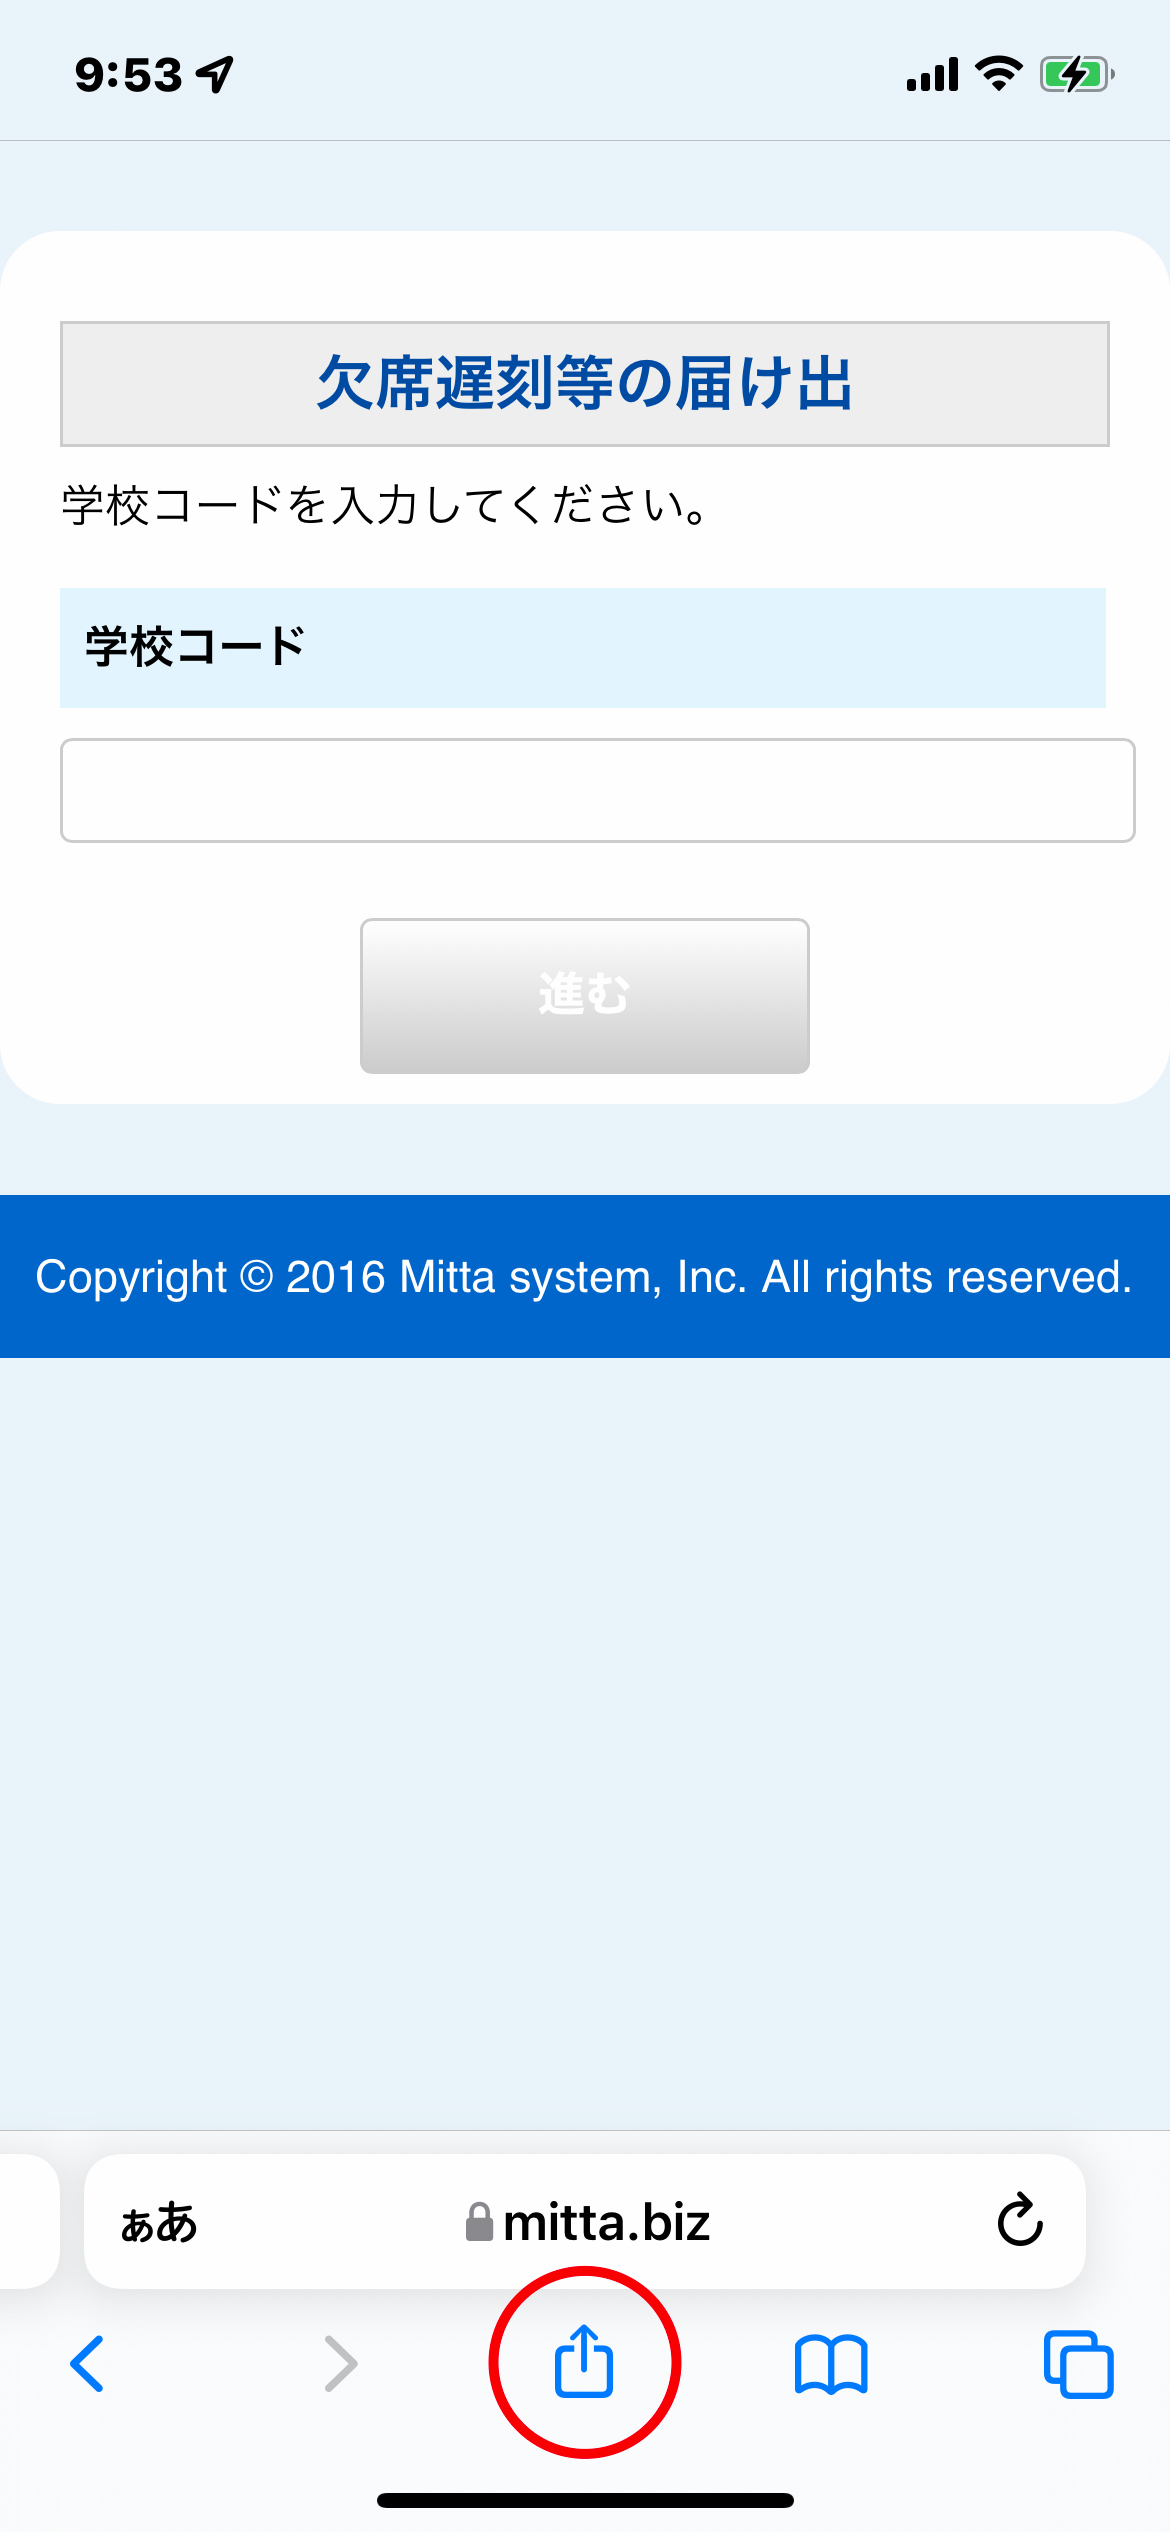 9:53
欠席遅刻等の届け出
学校コードを入力してください。
学校コード
進む
Copyright © 2016 Mitta system, Inc. All rights reserved.
ぁあ mitta.biz